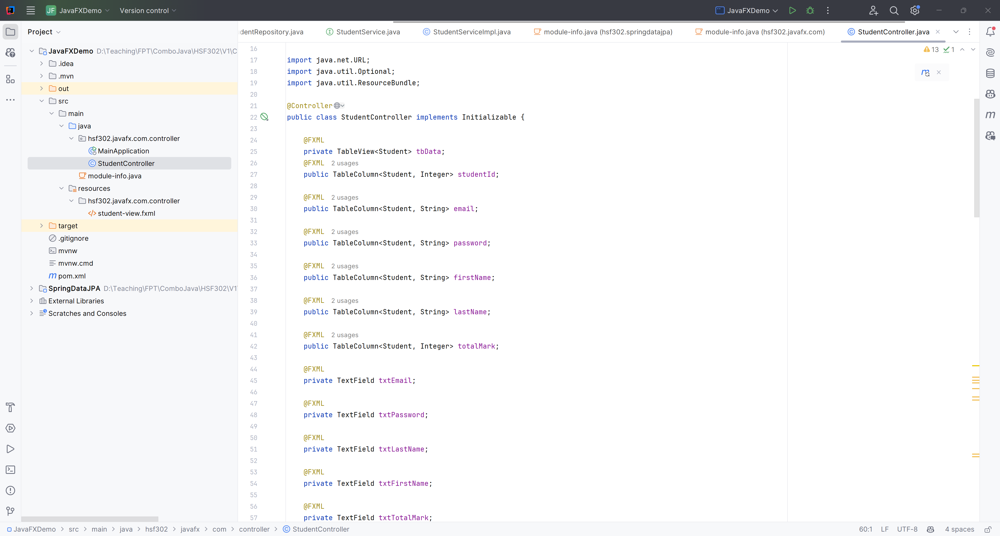 JF JavaFXDemo Version control JavaFXDemo
Project
dentRepository.java StudentService.java StudentServiceImpl.java module-info.java (hsf302.springdatajpa) module-info.java (hsf302.javafx.com) StudentController.java
13 1
JavaFXDemo D:\Teaching\FPT\ComboJava\HSF302\V1\C
.idea
.mvn
out
src
main
java
hsf302.javafx.com.controller
MainApplication
StudentController
module-info.java
resources
hsf302.javafx.com.controller
student-view.fxml
target
.gitignore
mvnw
mvnw.cmd
pom.xml
SpringDataJPA D:\Teaching\FPT\ComboJava\HSF302\V1
External Libraries
Scratches and Consoles
16
17 import java.net.URL;
18 import java.util.Optional;
19 import java.util.ResourceBundle;
20
21 @Controller
22 public class StudentController implements Initializable {
23
24 @FXML
25 private TableView<Student> tbData;
26 @FXML 2 usages
27 public TableColumn<Student, Integer> studentId;
28
29 @FXML 2 usages
30 public TableColumn<Student, String> email;
31
32 @FXML 2 usages
33 public TableColumn<Student, String> password;
34
35 @FXML 2 usages
36 public TableColumn<Student, String> firstName;
37
38 @FXML 2 usages
39 public TableColumn<Student, String> lastName;
40
41 @FXML 2 usages
42 public TableColumn<Student, Integer> totalMark;
43
44 @FXML
45 private TextField txtEmail;
46
47 @FXML
48 private TextField txtPassword;
49
50 @FXML
51 private TextField txtLastName;
52
53 @FXML
54 private TextField txtFirstName;
55
56 @FXML
57 private TextField txtTotalMark;
JavaFXDemo > src > main > java > hsf302 > javafx > com > controller > StudentController 60:1 LF UTF-8 4 spaces